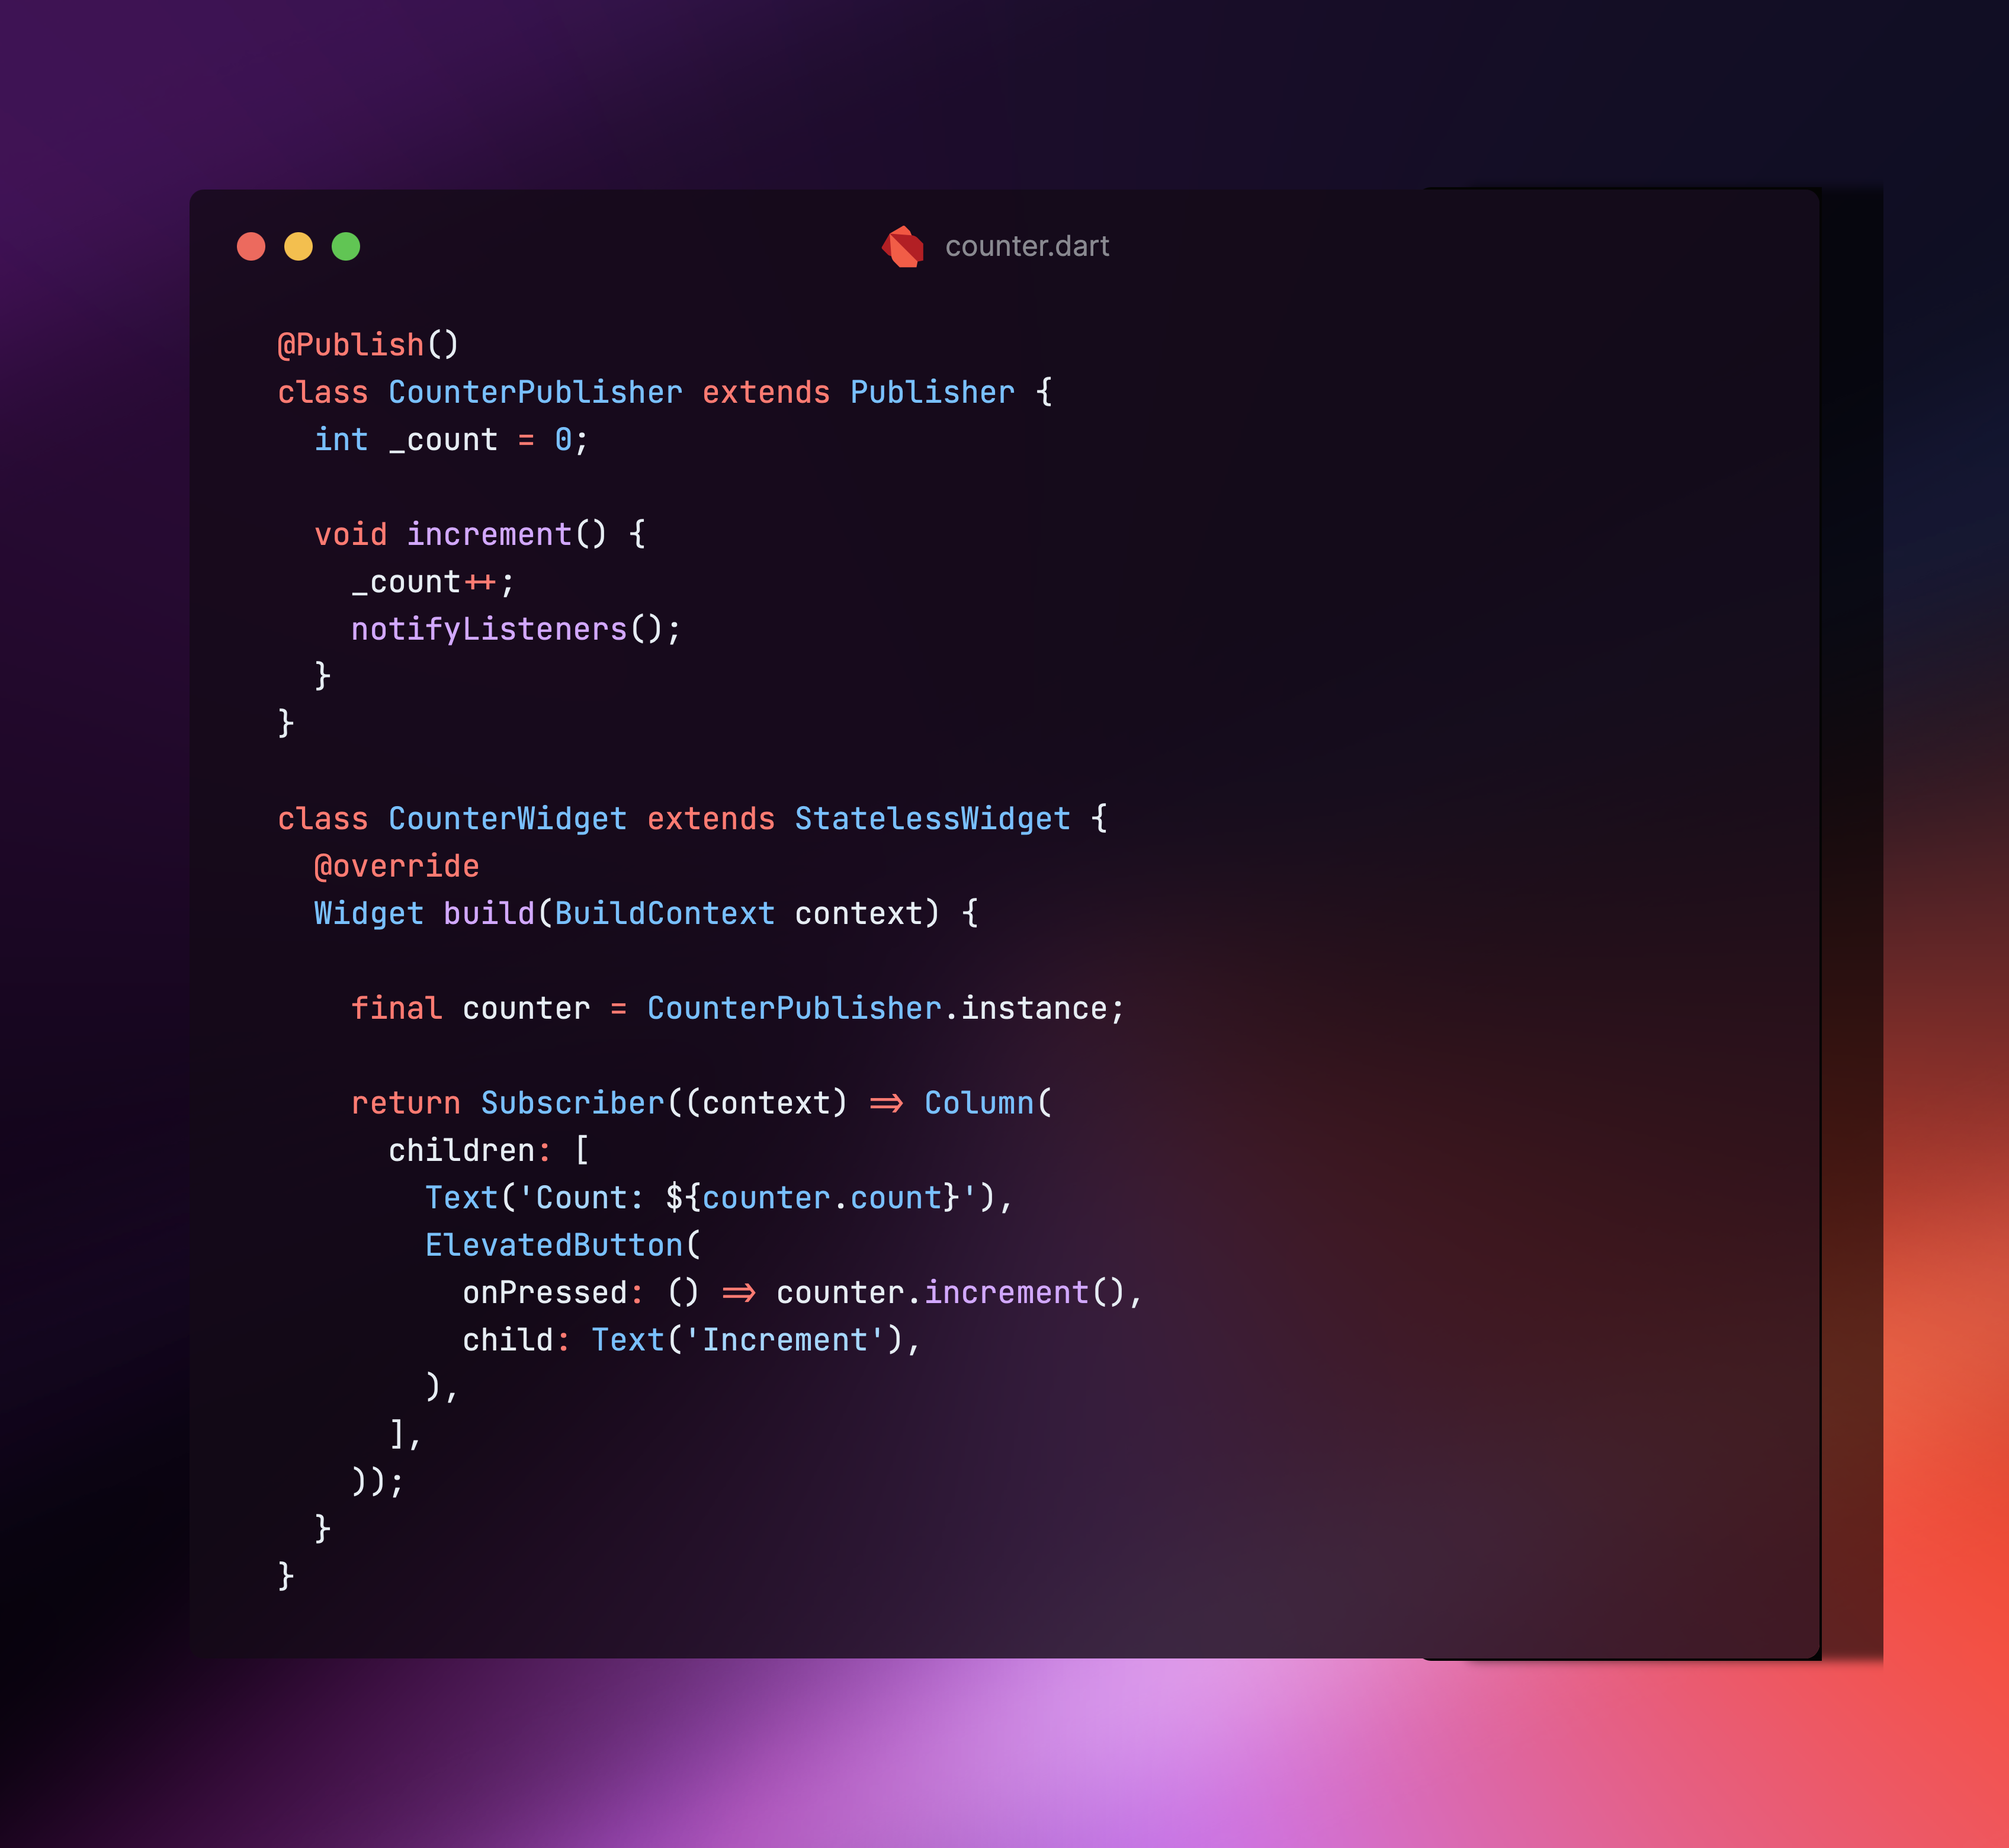 counter.dart
@Publish()
class CounterPublisher extends Publisher {
  int _count = 0;

  void increment() {
    _count++;
    notifyListeners();
  }
}

class CounterWidget extends StatelessWidget {
  @override
  Widget build(BuildContext context) {

    final counter = CounterPublisher.instance;

    return Subscriber((context) => Column(
      children: [
        Text('Count: ${counter.count}'),
        ElevatedButton(
          onPressed: () => counter.increment(),
          child: Text('Increment'),
        ),
      ],
    ));
  }
}